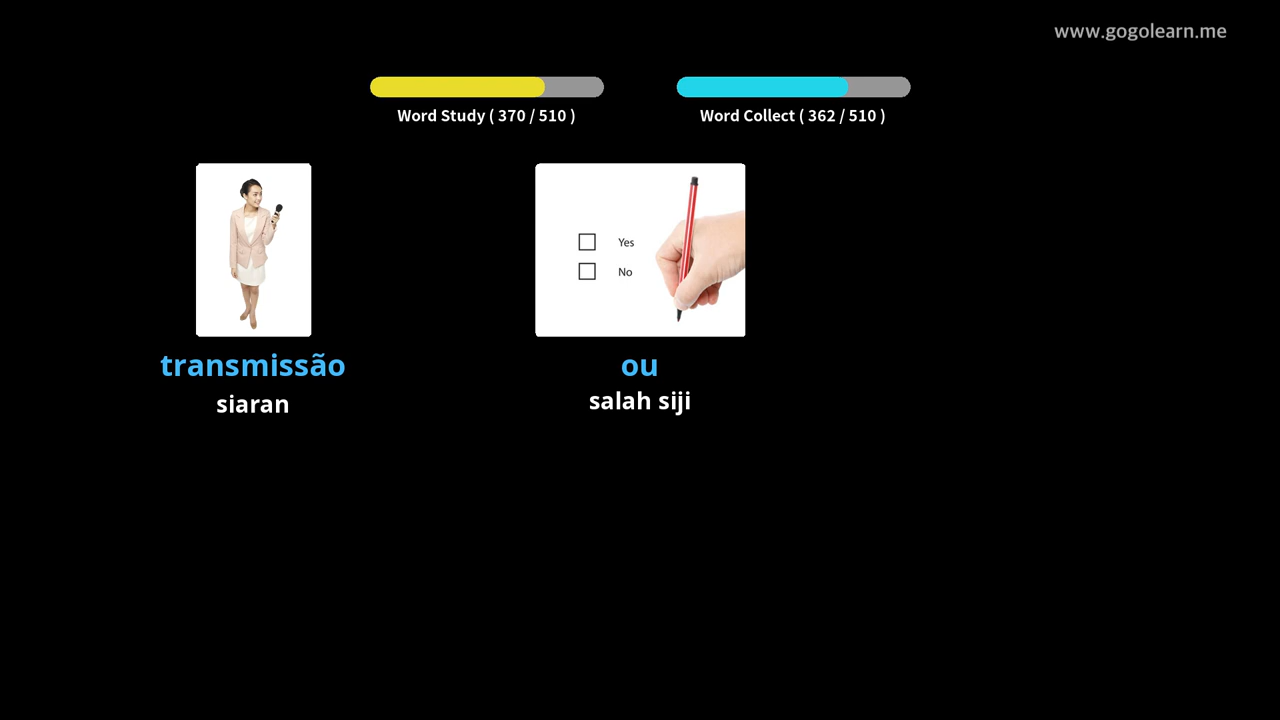 www.gogolearn.me
Word Study ( 370 / 510 )
Word Collect ( 362 / 510 )
Yes
No
transmissão
siaran
ou
salah siji